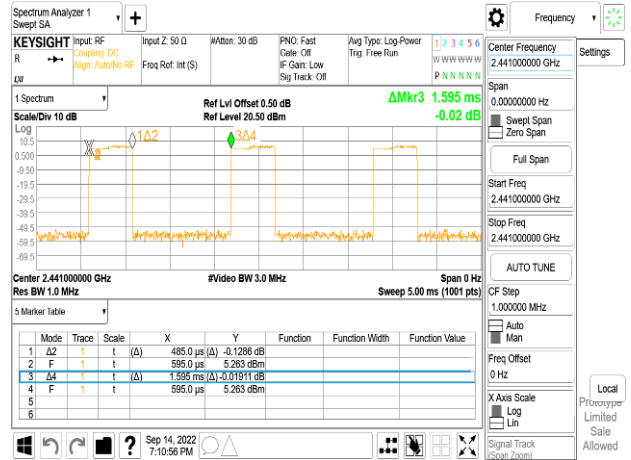 Spectrum Analyzer 1
Swept SA
Frequency
KEYSIGHT
R
Input: RF
Coupling: DC
Align: Auto/No RF
Input Z: 50 Ω
Freq Ref: Int (S)
#Atten: 30 dB
PNO: Fast
Gate: Off
IF Gain: Low
Sig Track: Off
Avg Type: Log-Power
Trig: Free Run
1 2 3 4 5 6
W W W W W W
P N N N N N
1 Spectrum
Scale/Div 10 dB
Ref Lvl Offset 0.50 dB
Ref Level 20.50 dBm
ΔMkr3 1.595 ms
-0.02 dB
Log
10.5
0.500
-9.50
-19.5
-29.5
-39.5
-49.5
-59.5
-69.5
1Δ2
3Δ4
Center 2.441000000 GHz
Res BW 1.0 MHz
#Video BW 3.0 MHz
Span 0 Hz
Sweep 5.00 ms (1001 pts)
5 Marker Table
Mode Trace Scale X Y Function Function Width Function Value
1 Δ2 1 t (Δ) 485.0 µs (Δ) -0.1286 dB
2 F 1 t 595.0 µs 5.263 dBm
3 Δ4 1 t (Δ) 1.595 ms (Δ) -0.01911 dB
4 F 1 t 595.0 µs 5.263 dBm
5
6
Sep 14, 2022
7:10:56 PM
Center Frequency
2.441000000 GHz
Settings
Span
0.00000000 Hz
Swept Span
Zero Span
Full Span
Start Freq
2.441000000 GHz
Stop Freq
2.441000000 GHz
AUTO TUNE
CF Step
1.000000 MHz
Auto
Man
Freq Offset
0 Hz
X Axis Scale
Log
Lin
Signal Track
(Span Zoom)
Local
Prototype
Limited
Sale
Allowed